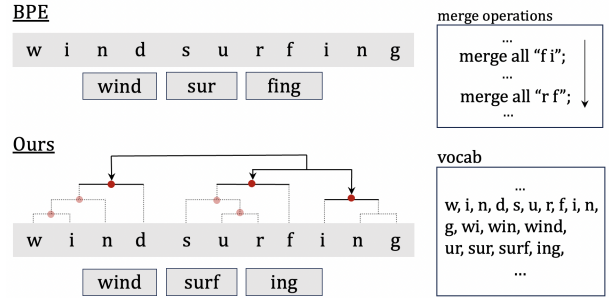 BPE
w i n d s u r f i n g
wind sur fing
merge operations
...
merge all “f i”;
...
merge all “r f”;
...
Ours
w i n d s u r f i n g
wind surf ing
vocab
...
w, i, n, d, s, u, r, f, i, n,
g, wi, win, wind,
ur, sur, surf, ing,
...